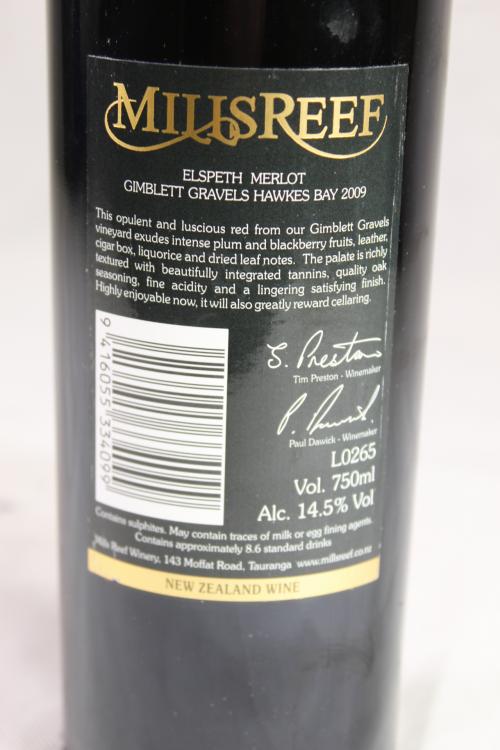 MILLSREEF
ELSPETH MERLOT
GIMBLETT GRAVELS HAWKES BAY 2009
This opulent and luscious red from our Gimblett Gravels
vineyard exudes intense plum and blackberry fruits, leather,
cigar box, liquorice and dried leaf notes. The palate is richly
textured with beautifully integrated tannins, quality oak
seasoning, fine acidity and a lingering satisfying finish.
Highly enjoyable now, it will also greatly reward cellaring.
9 416055 334099
Tim Preston - Winemaker
Paul Dawick - Winemaker
L0265
Vol. 750ml
Alc. 14.5% Vol
Contains sulphites. May contain traces of milk or egg fining agents.
Contains approximately 8.6 standard drinks
Mills Reef Winery, 143 Moffat Road, Tauranga www.millsreef.co.nz
NEW ZEALAND WINE